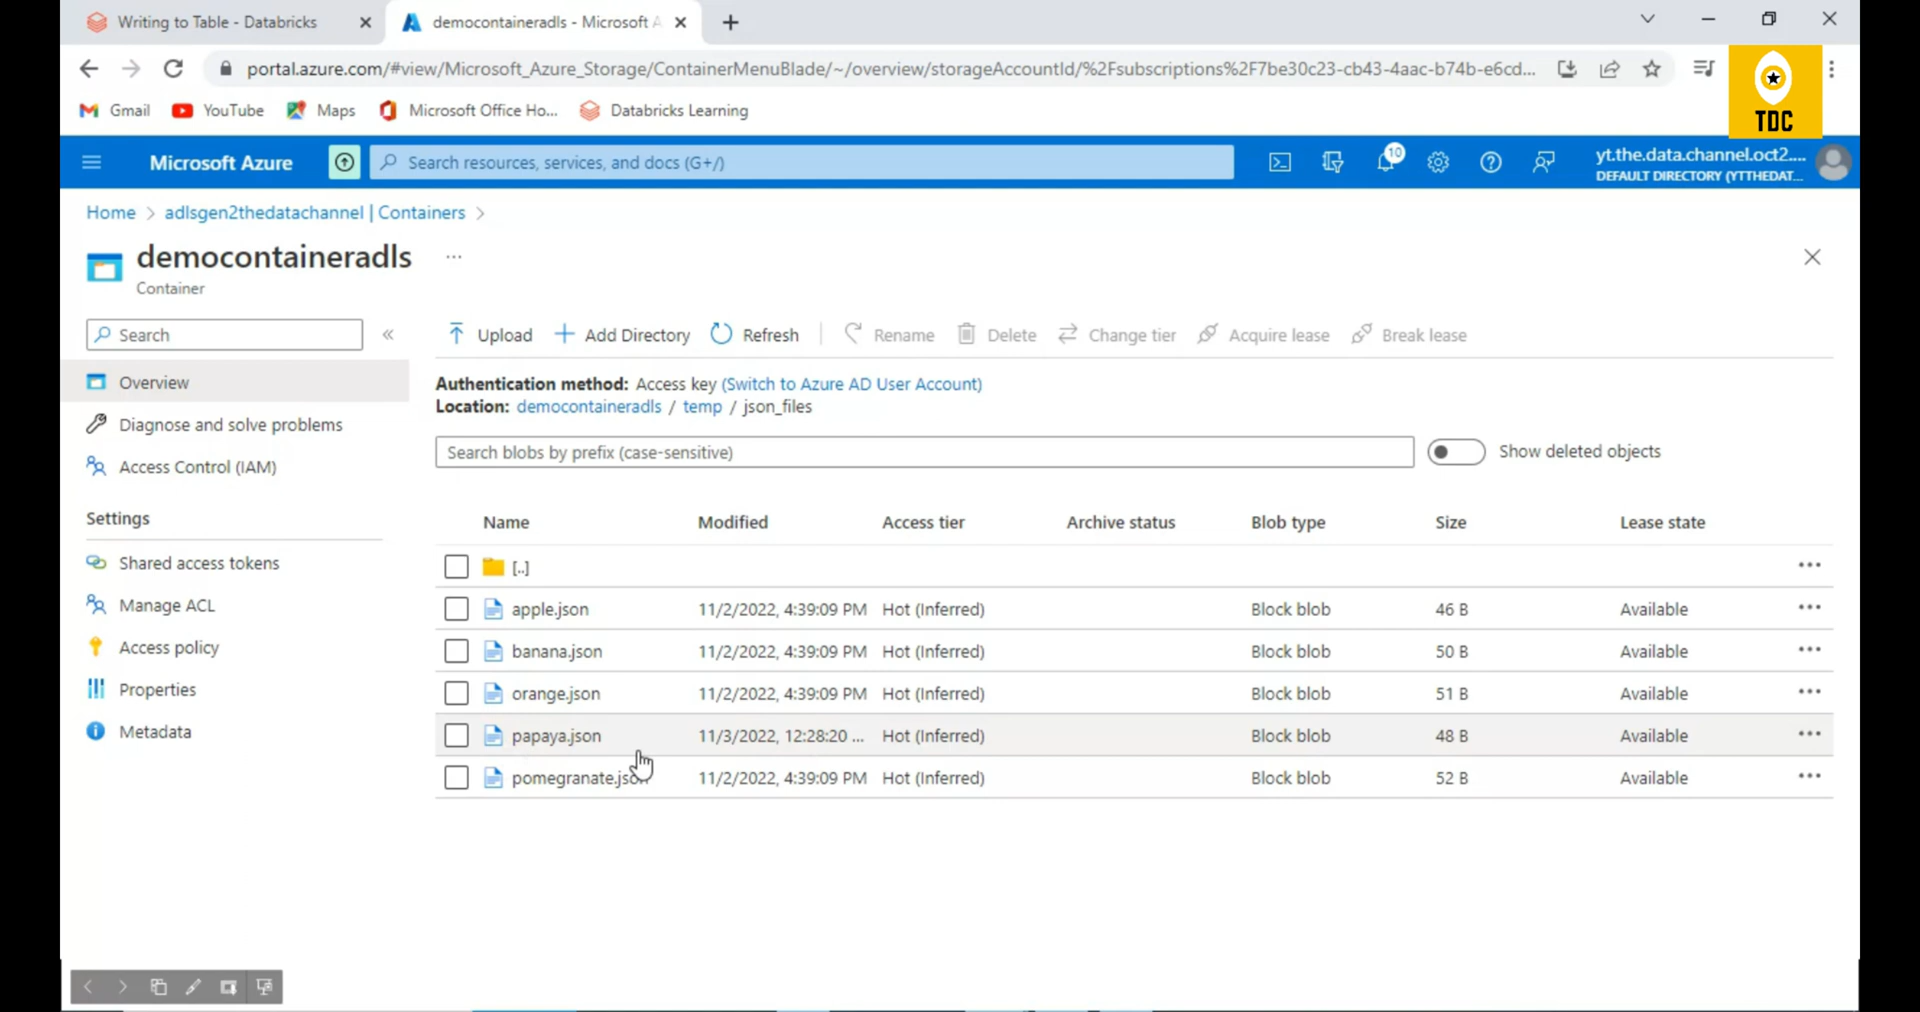 Writing to Table - Databricks
democontaineradls - Microsoft A
portal.azure.com/#view/Microsoft_Azure_Storage/ContainerMenuBlade/~/overview/storageAccountId/%2Fsubscriptions%2F7be30c23-cb43-4aac-b74b-e6cd...
Gmail YouTube Maps Microsoft Office Ho... Databricks Learning
TDC
Microsoft Azure
Search resources, services, and docs (G+/)
10
yt.the.data.channel.oct2....
DEFAULT DIRECTORY (YTTHEDAT...
Home > adlsgen2thedatachannel | Containers >
democontaineradls ...
Container
Search «
Overview
Diagnose and solve problems
Access Control (IAM)
Settings
Shared access tokens
Manage ACL
Access policy
Properties
Metadata
Upload Add Directory Refresh Rename Delete Change tier Acquire lease Break lease
Authentication method: Access key (Switch to Azure AD User Account)
Location: democontaineradls / temp / json_files
Search blobs by prefix (case-sensitive)
Show deleted objects
Name Modified Access tier Archive status Blob type Size Lease state
[..] ...
apple.json 11/2/2022, 4:39:09 PM Hot (Inferred) Block blob 46 B Available ...
banana.json 11/2/2022, 4:39:09 PM Hot (Inferred) Block blob 50 B Available ...
orange.json 11/2/2022, 4:39:09 PM Hot (Inferred) Block blob 51 B Available ...
papaya.json 11/3/2022, 12:28:20 ... Hot (Inferred) Block blob 48 B Available ...
pomegranate.json 11/2/2022, 4:39:09 PM Hot (Inferred) Block blob 52 B Available ...